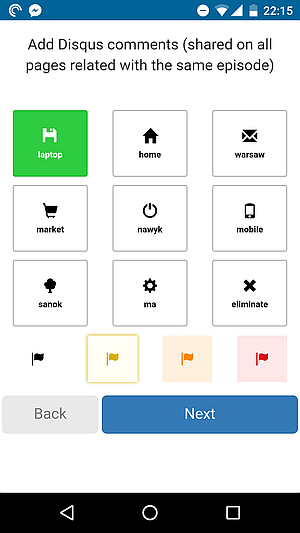 22:15
Add Disqus comments (shared on all
pages related with the same episode)
laptop
home
warsaw
market
nawyk
mobile
sanok
ma
eliminate
Back
Next